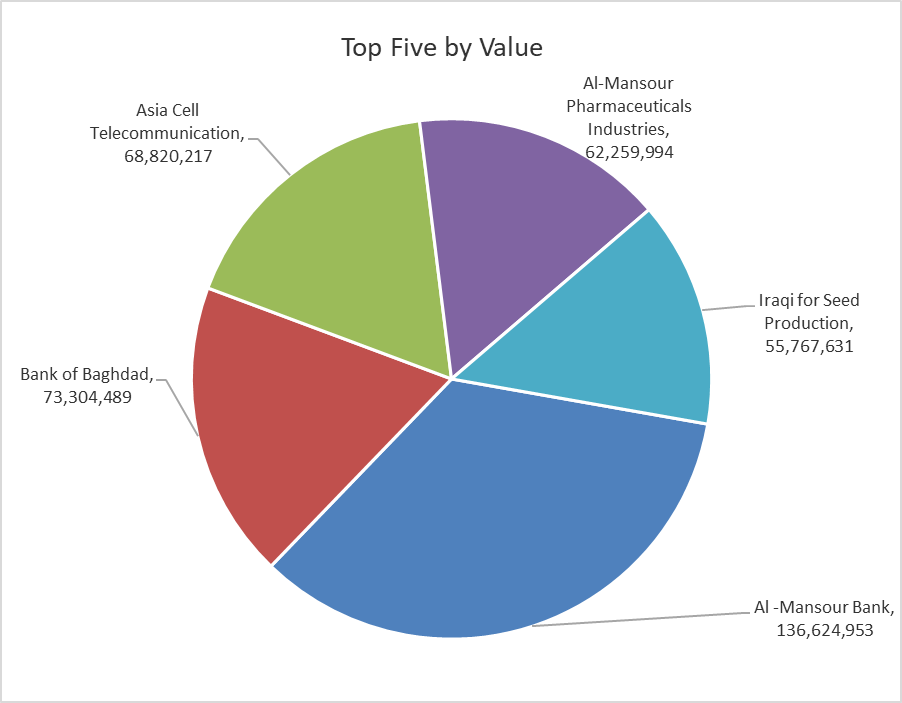 Top Five by Value
Al-Mansour
Pharmaceuticals
Industries,
62,259,994
Asia Cell
Telecommunication,
68,820,217
Iraqi for Seed
Production,
55,767,631
Bank of Baghdad,
73,304,489
Al -Mansour Bank,
136,624,953